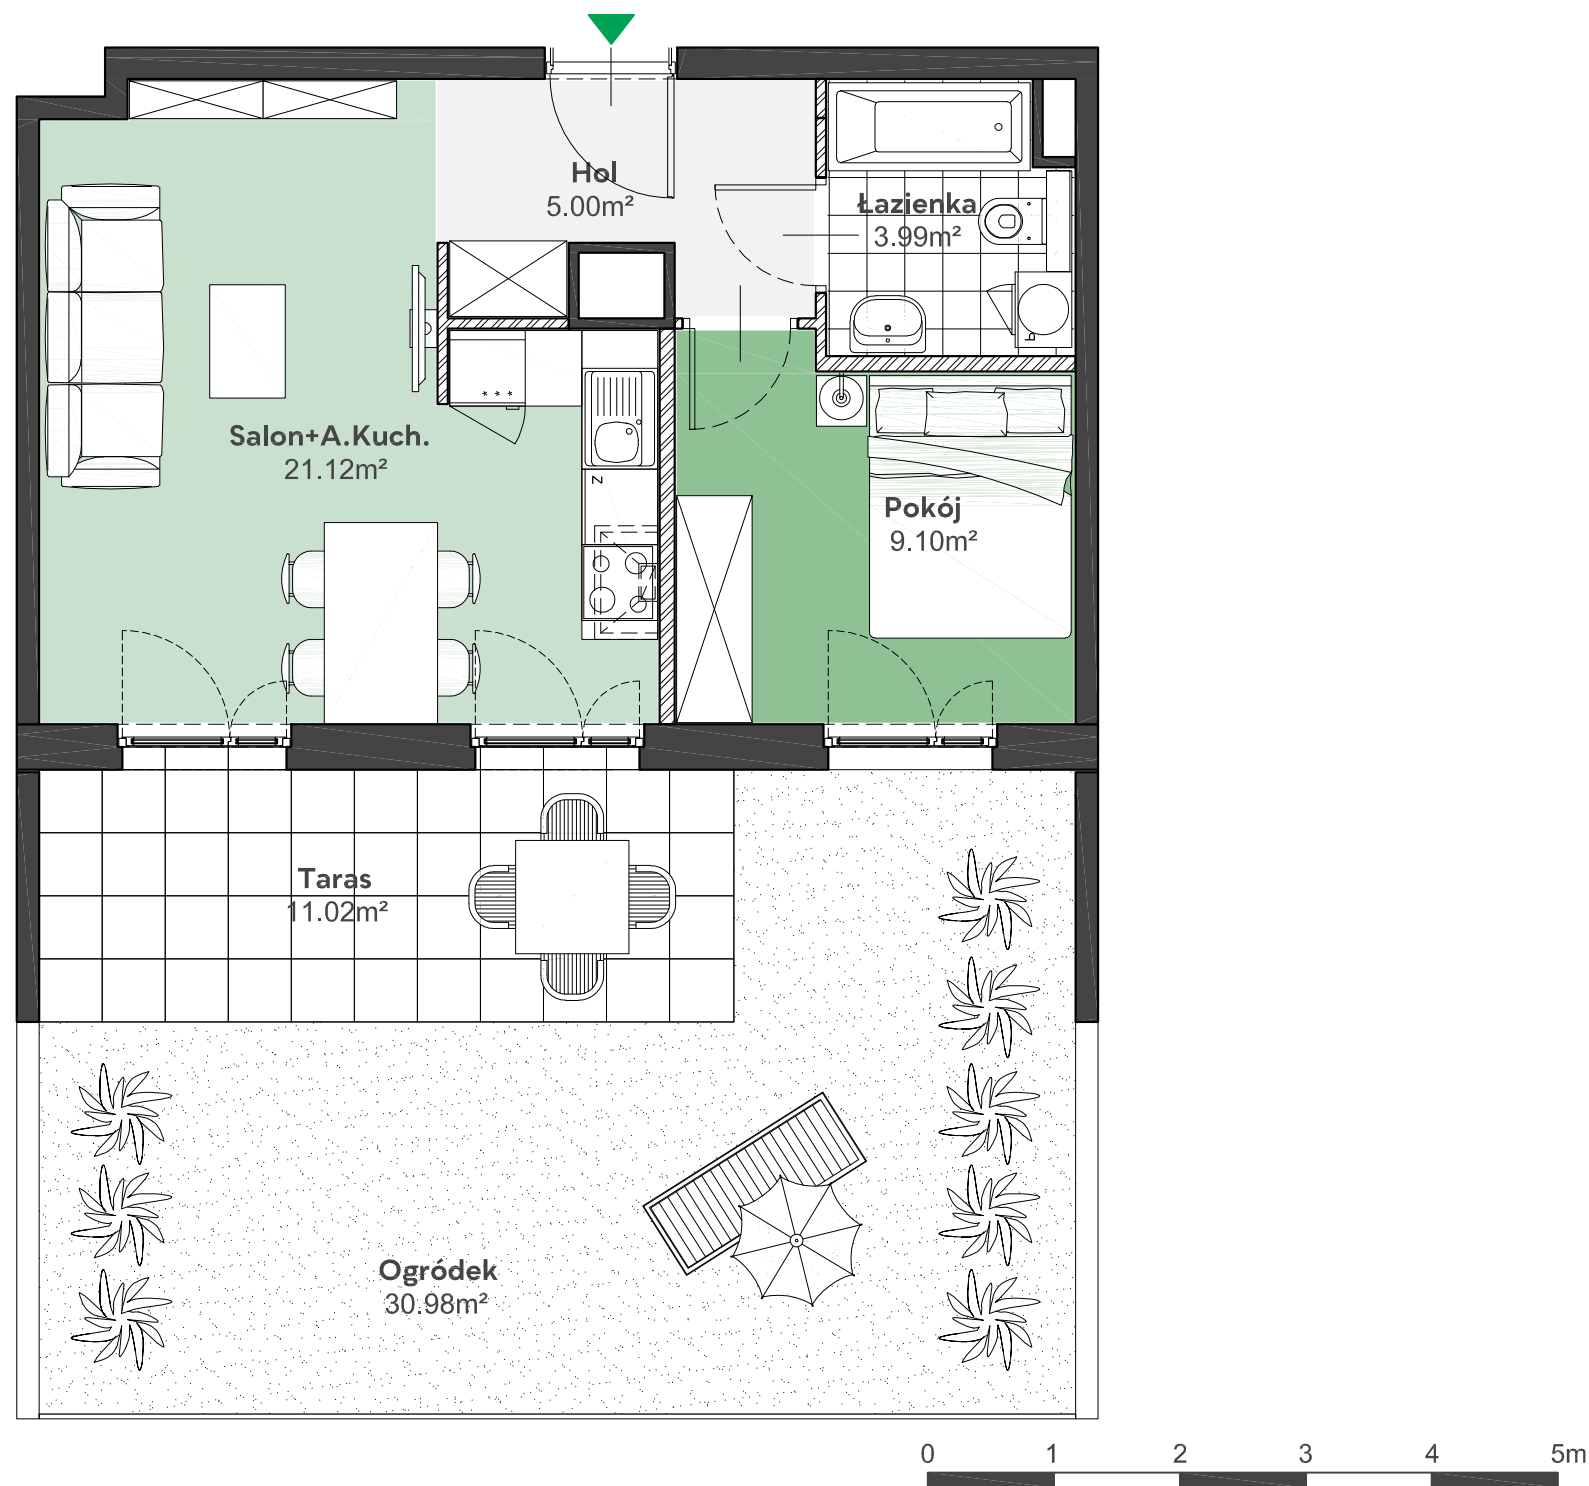 Hol
5.00m²
Łazienka
3.99m²
Salon+A.Kuch.
21.12m²
* * *
z
Pokój
9.10m²
Taras
11.02m²
Ogródek
30.98m²
0 1 2 3 4 5m